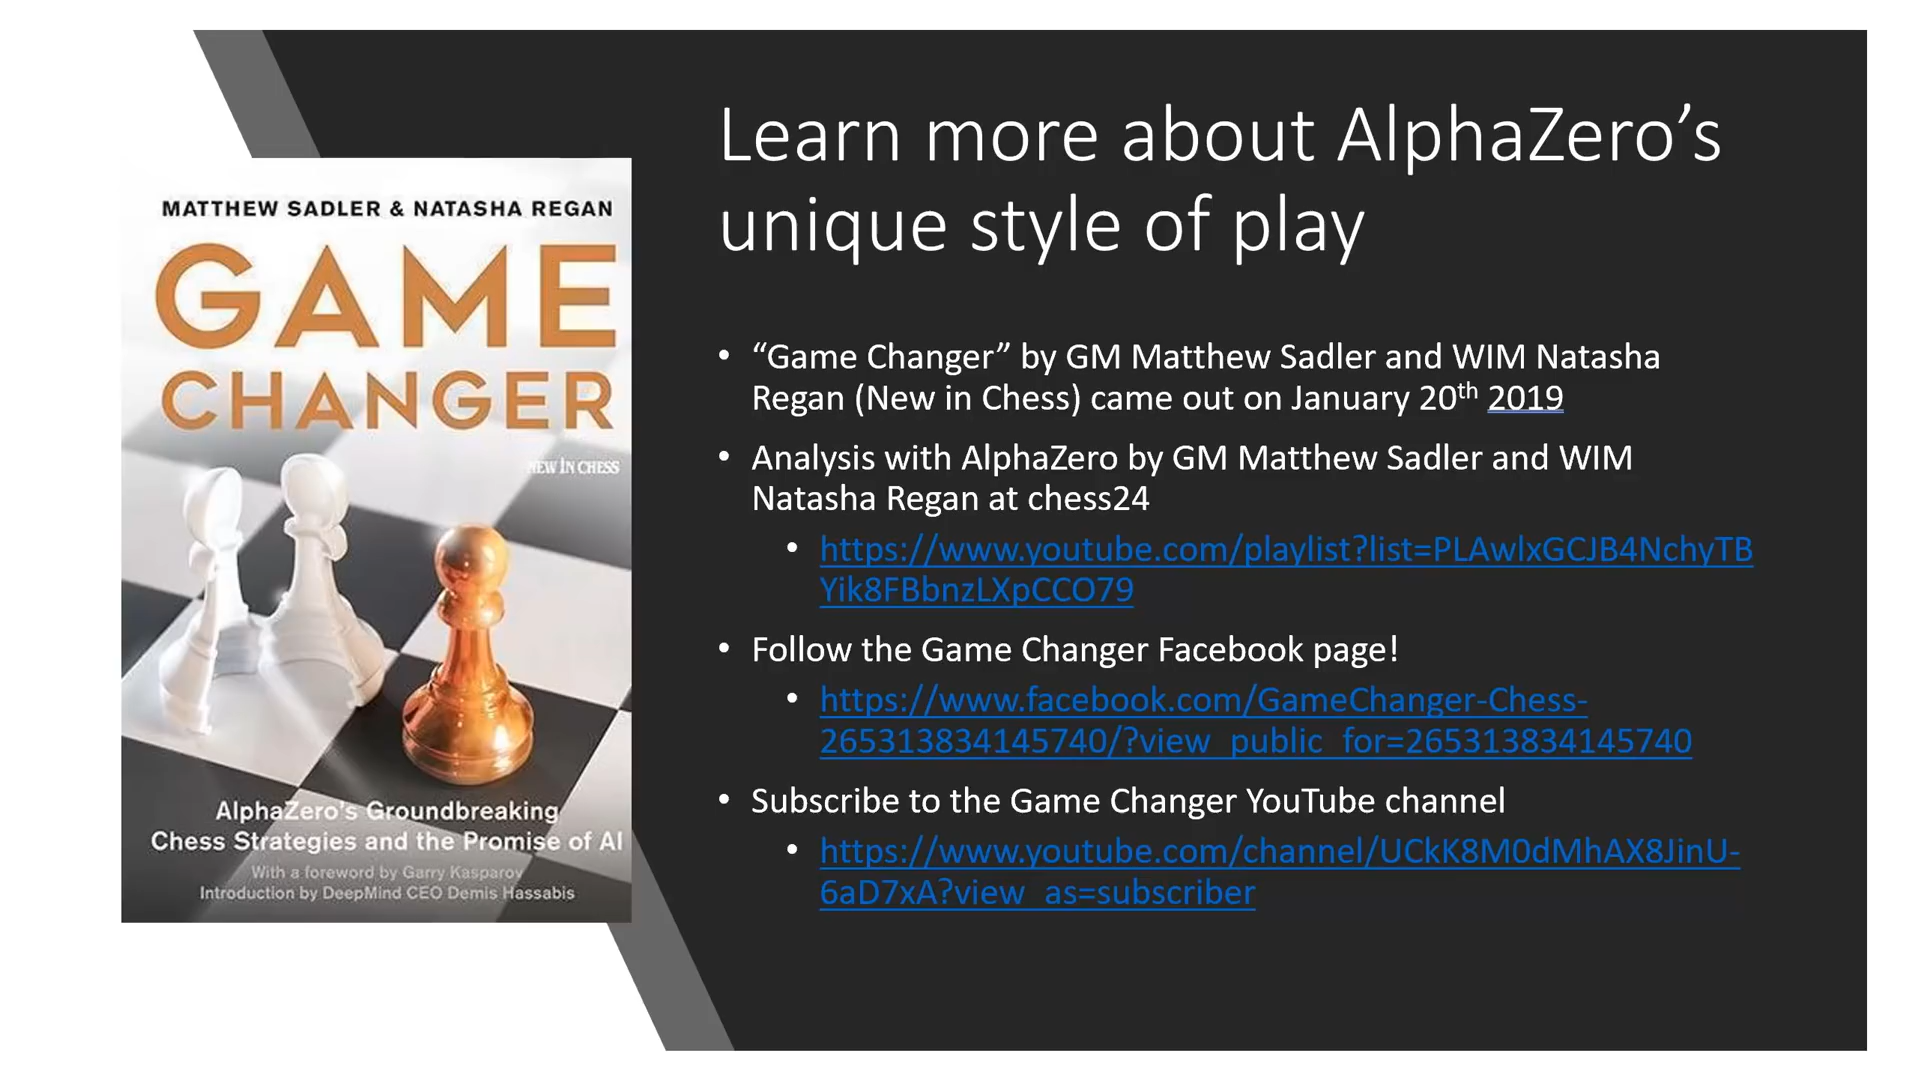 MATTHEW SADLER & NATASHA REGAN
GAME
CHANGER
NEW IN CHESS
AlphaZero's Groundbreaking
Chess Strategies and the Promise of AI
With a foreword by Garry Kasparov
Introduction by DeepMind CEO Demis Hassabis
Learn more about AlphaZero’s
unique style of play
• “Game Changer” by GM Matthew Sadler and WIM Natasha
Regan (New in Chess) came out on January 20th 2019
• Analysis with AlphaZero by GM Matthew Sadler and WIM
Natasha Regan at chess24
• https://www.youtube.com/playlist?list=PLAwlxGCJB4NchyTB
Yik8FBbnzLXpCCO79
• Follow the Game Changer Facebook page!
• https://www.facebook.com/GameChanger-Chess-
265313834145740/?view_public_for=265313834145740
• Subscribe to the Game Changer YouTube channel
• https://www.youtube.com/channel/UCkK8M0dMhAX8JinU-
6aD7xA?view_as=subscriber